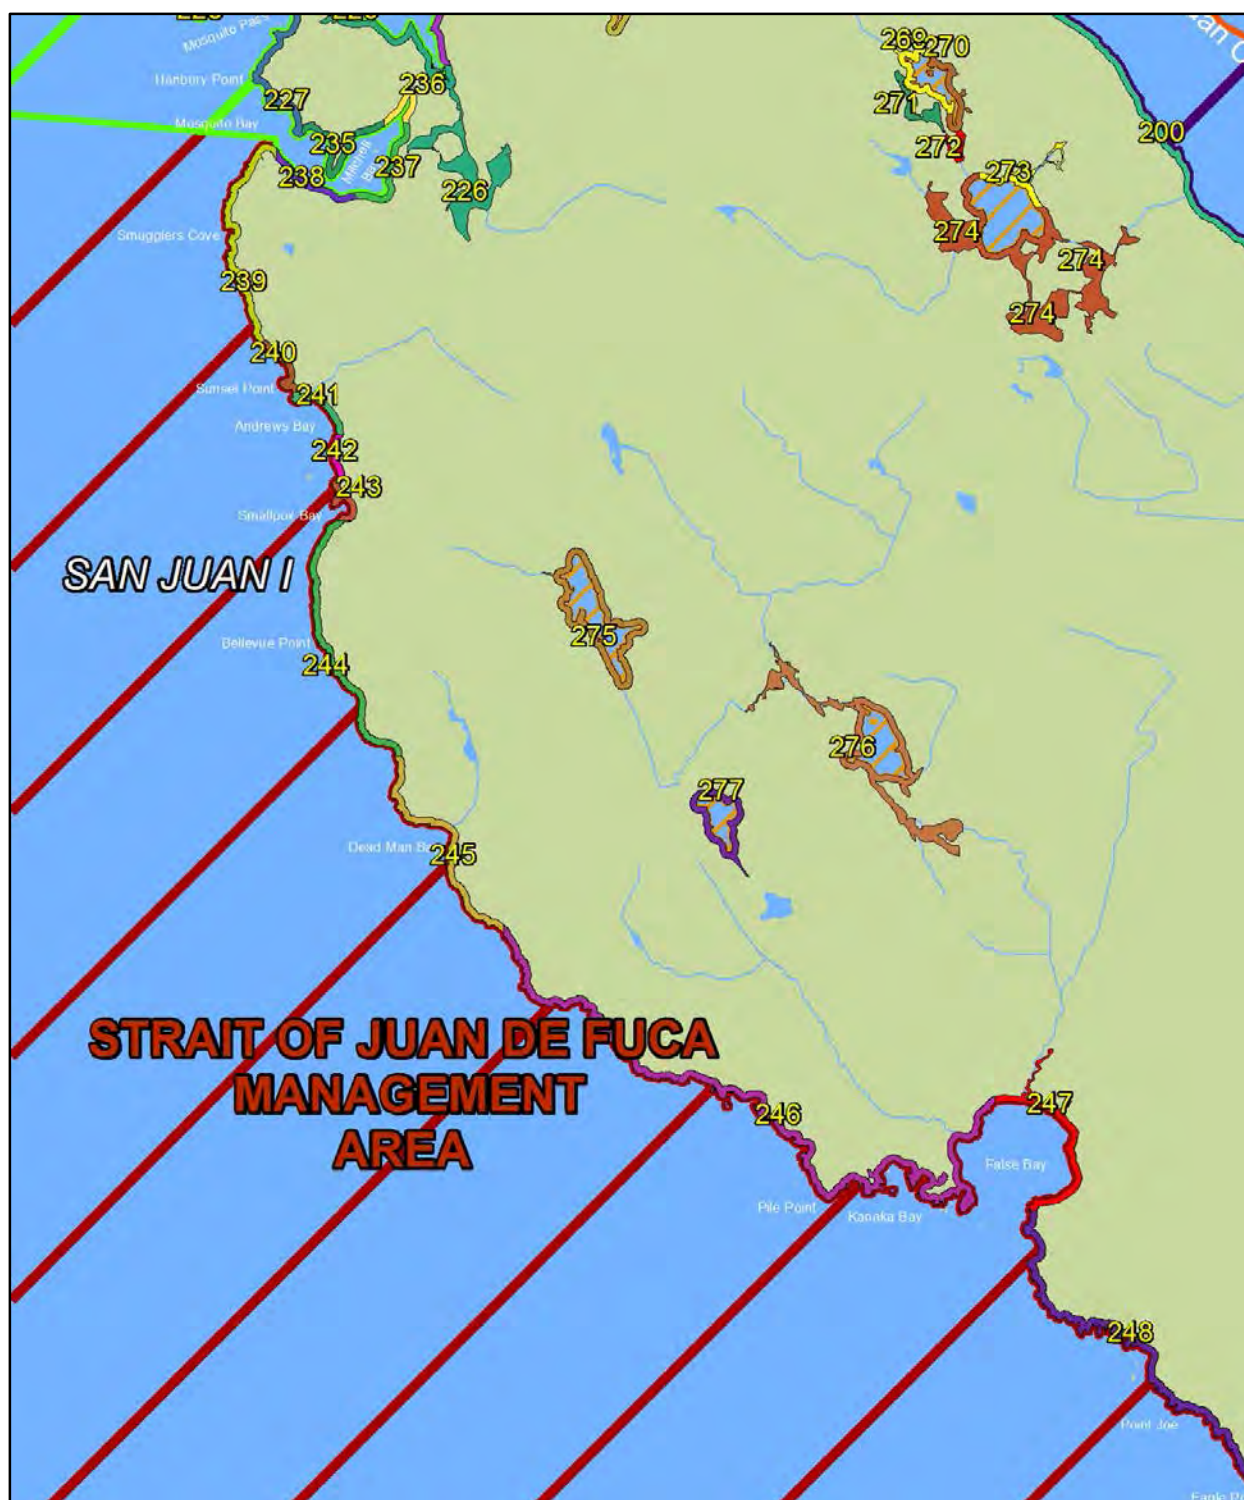 Mosquito Pass
269
270
Hanbury Point
236
227
271
Mosquito Bay
200
235
272
Mitchell
Bay
237
273
238
226
Smugglers Cove
274
274
239
274
240
Sunset Point
241
Andrews Bay
242
243
Smallpox Bay
SAN JUAN I
275
Bellevue Point
244
276
277
Dead Man Bay
245
STRAIT OF JUAN DE FUCA
MANAGEMENT
AREA
246
247
False Bay
Pile Point
Kanaka Bay
248
Point Joe